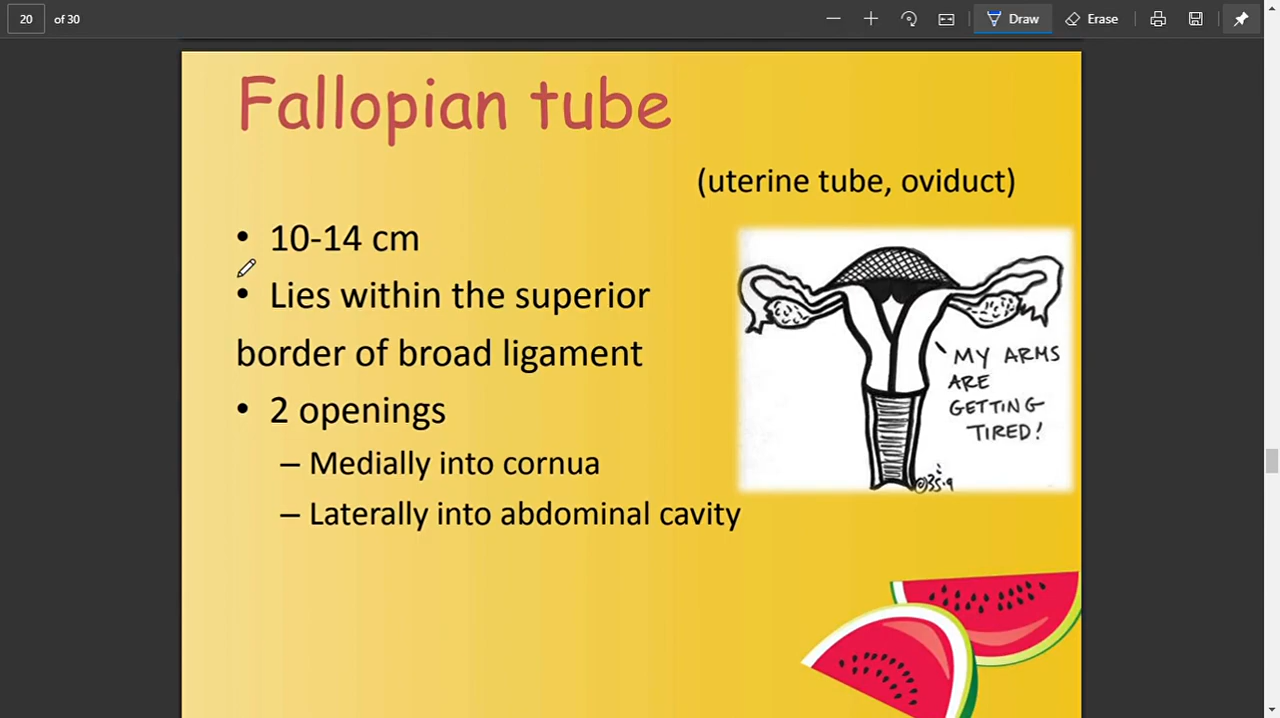 20 of 30 Draw Erase
Fallopian tube
(uterine tube, oviduct)
• 10-14 cm
• Lies within the superior
border of broad ligament
• 2 openings
– Medially into cornua
– Laterally into abdominal cavity
MY ARMS
ARE
GETTING
TIRED!